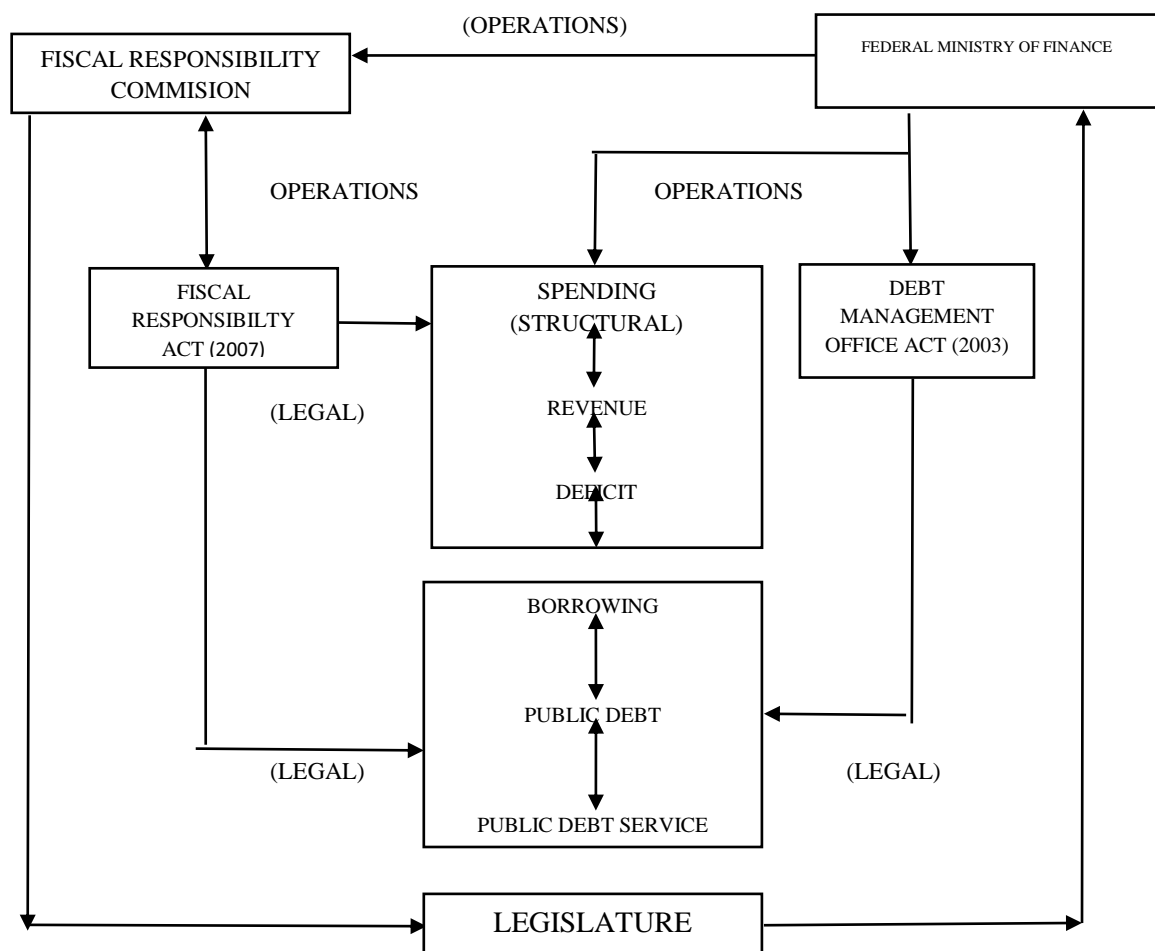 (OPERATIONS)
FISCAL RESPONSIBILITY
COMMISION
FEDERAL MINISTRY OF FINANCE
OPERATIONS
OPERATIONS
FISCAL
RESPONSIBILTY
ACT (2007)
SPENDING
(STRUCTURAL)
REVENUE
DEFICIT
DEBT
MANAGEMENT
OFFICE ACT (2003)
(LEGAL)
BORROWING
PUBLIC DEBT
PUBLIC DEBT SERVICE
(LEGAL)
(LEGAL)
LEGISLATURE